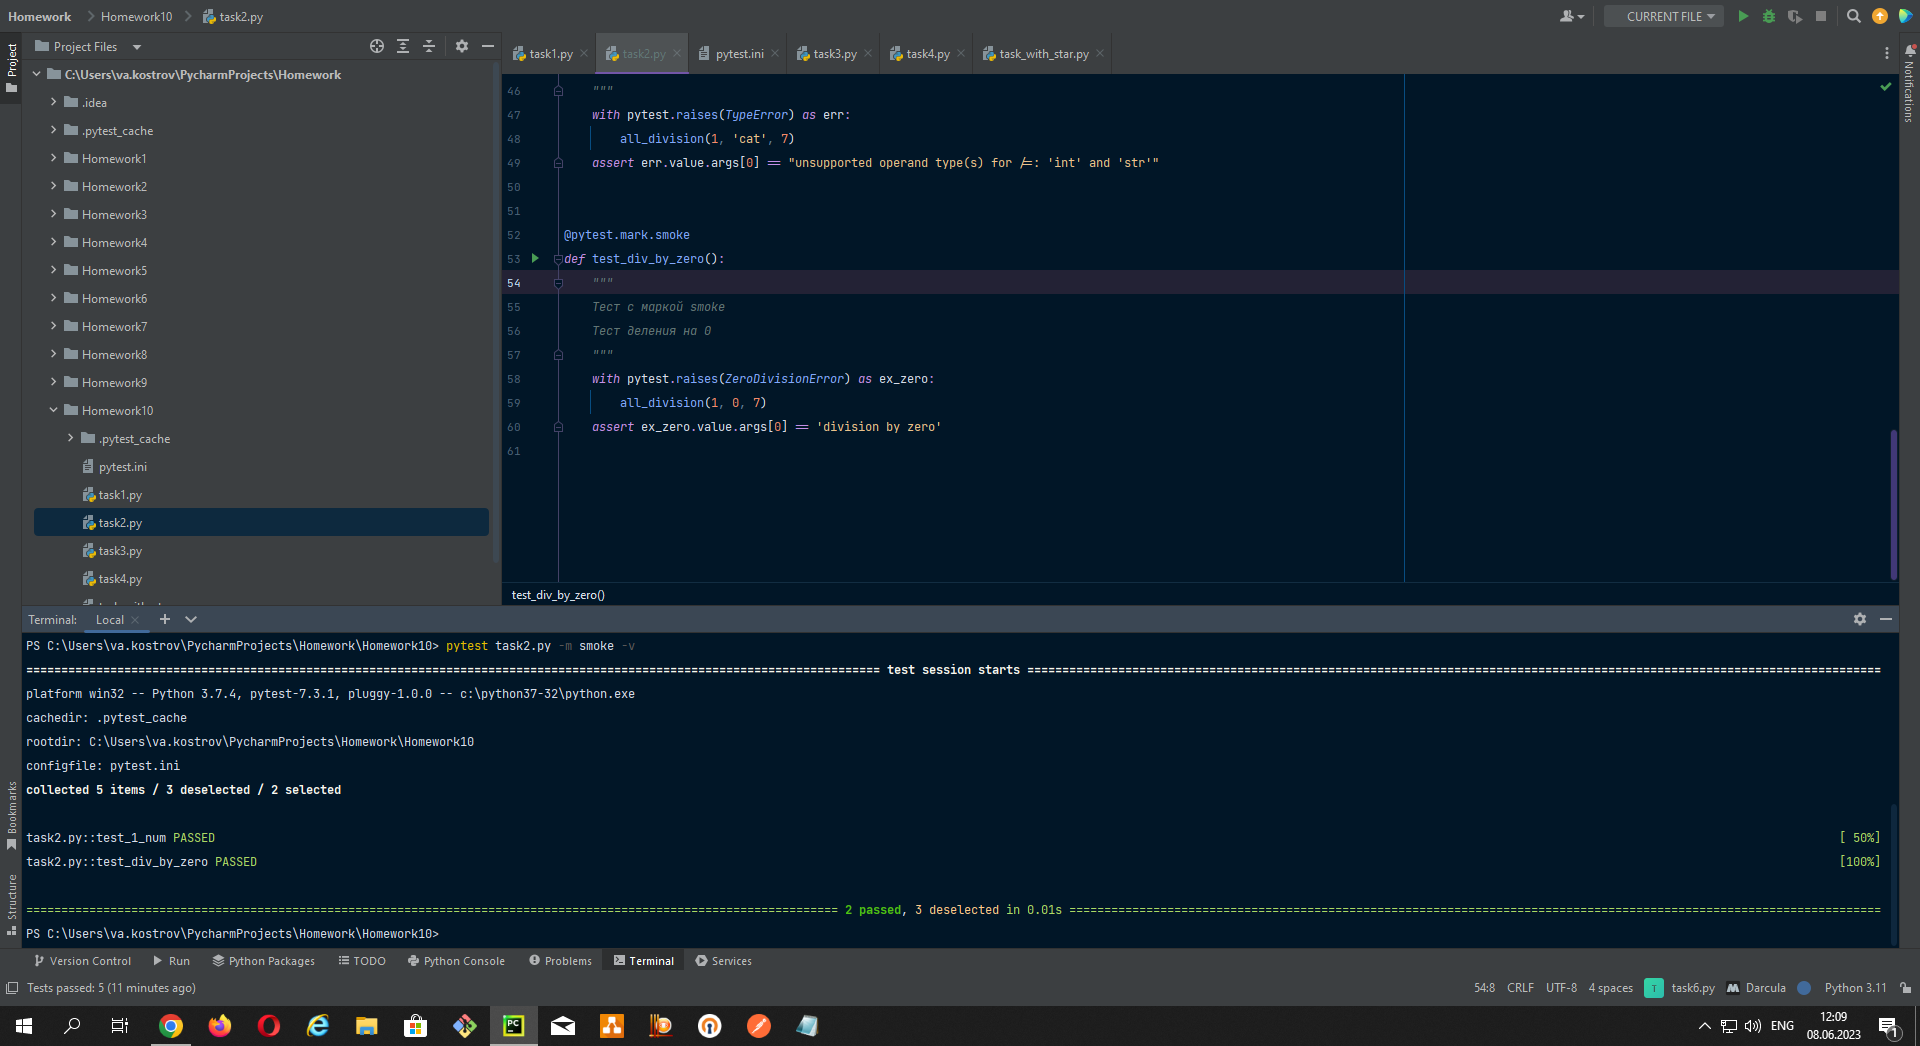 Homework Homework10 task2.py CURRENT FILE
Project Files
task1.py task2.py pytest.ini task3.py task4.py task_with_star.py
Project
Notifications
C:\Users\va.kostrov\PycharmProjects\Homework
.idea
.pytest_cache
Homework1
Homework2
Homework3
Homework4
Homework5
Homework6
Homework7
Homework8
Homework9
Homework10
.pytest_cache
pytest.ini
task1.py
task2.py
task3.py
task4.py
46 """
47 with pytest.raises(TypeError) as err:
48 all_division(1, 'cat', 7)
49 assert err.value.args[0] == "unsupported operand type(s) for /=: 'int' and 'str'"
50
51
52 @pytest.mark.smoke
53 def test_div_by_zero():
54 """
55 Тест с маркой smoke
56 Тест деления на 0
57 """
58 with pytest.raises(ZeroDivisionError) as ex_zero:
59 all_division(1, 0, 7)
60 assert ex_zero.value.args[0] == 'division by zero'
61
test_div_by_zero()
Terminal: Local
PS C:\Users\va.kostrov\PycharmProjects\Homework\Homework10> pytest task2.py -m smoke -v
test session starts
platform win32 -- Python 3.7.4, pytest-7.3.1, pluggy-1.0.0 -- c:\python37-32\python.exe
cachedir: .pytest_cache
rootdir: C:\Users\va.kostrov\PycharmProjects\Homework\Homework10
configfile: pytest.ini
collected 5 items / 3 deselected / 2 selected
task2.py::test_1_num PASSED [ 50%]
task2.py::test_div_by_zero PASSED [100%]
2 passed, 3 deselected in 0.01s
PS C:\Users\va.kostrov\PycharmProjects\Homework\Homework10>
Bookmarks
Structure
Version Control Run Python Packages TODO Python Console Problems Terminal Services
Tests passed: 5 (11 minutes ago) 54:8 CRLF UTF-8 4 spaces T task6.py Darcula Python 3.11
PC
ENG
12:09
08.06.2023
1